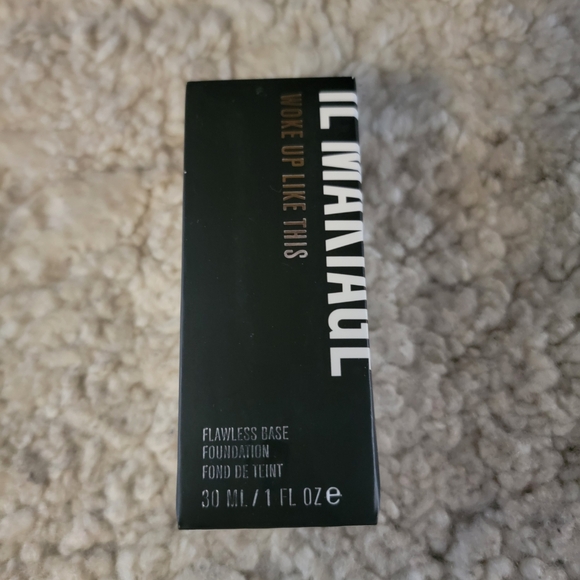 IL MAKIAGE
WOKE UP LIKE THIS
FLAWLESS BASE
FOUNDATION
FOND DE TEINT
30 ML / 1 FL OZ e